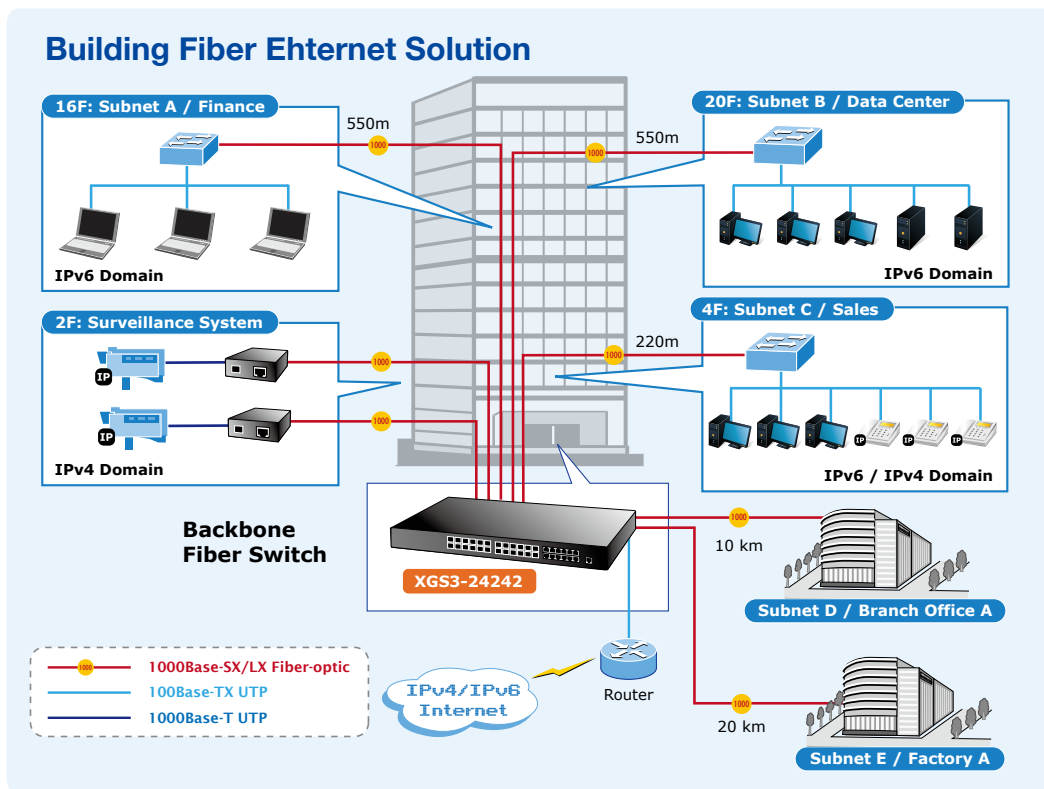 Building Fiber Ehternet Solution
16F: Subnet A / Finance
550m
1000
IPv6 Domain
20F: Subnet B / Data Center
550m
1000
IPv6 Domain
2F: Surveillance System
IP
1000
IP
1000
IPv4 Domain
4F: Subnet C / Sales
220m
1000
IP
IP
IP
IPv6 / IPv4 Domain
Backbone
Fiber Switch
XGS3-24242
1000
10 km
Subnet D / Branch Office A
1000
20 km
Subnet E / Factory A
Router
IPv4/IPv6
Internet
1000
1000Base-SX/LX Fiber-optic
100Base-TX UTP
1000Base-T UTP